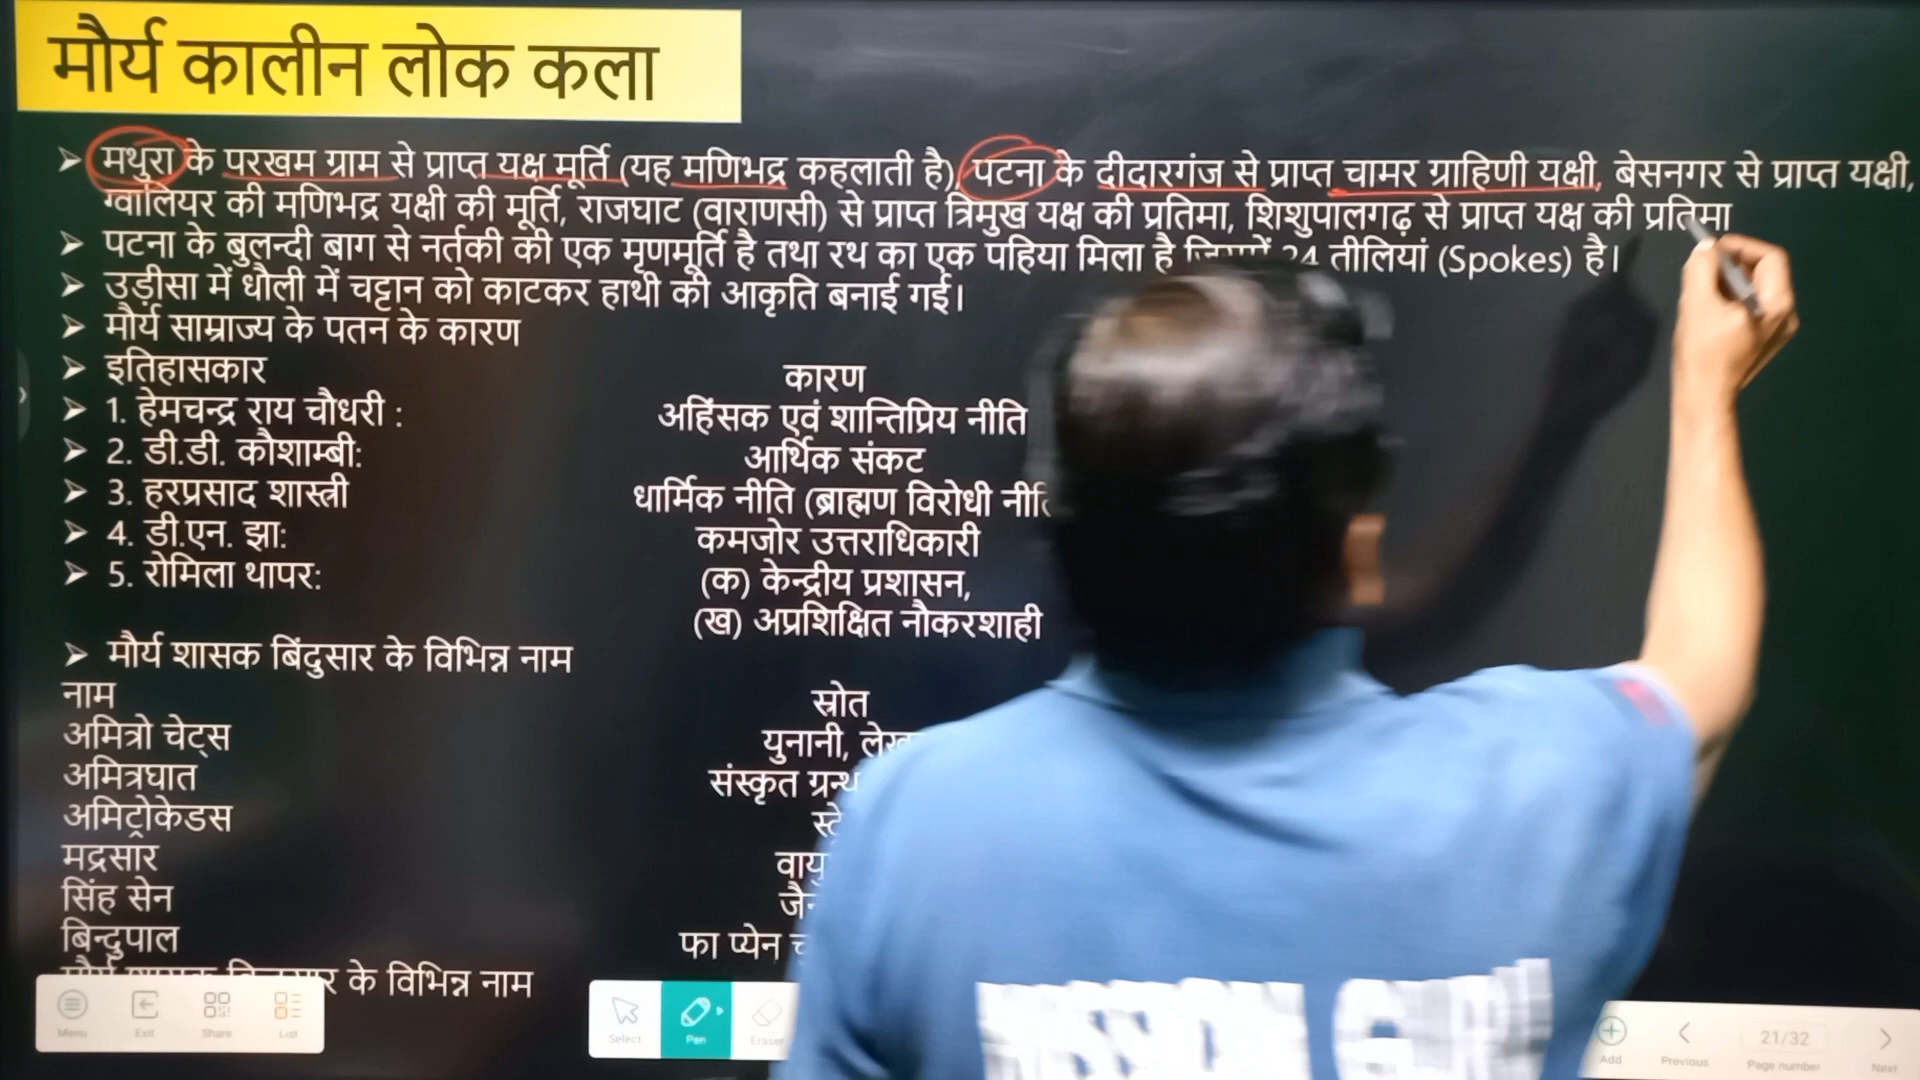 मौर्य कालीन लोक कला
➢ मथुरा के परखम ग्राम से प्राप्त यक्ष मूर्ति (यह मणिभद्र कहलाती है), पटना के दीदारगंज से प्राप्त चामर ग्राहिणी यक्षी, बेसनगर से प्राप्त यक्षी,
ग्वालियर की मणिभद्र यक्षी की मूर्ति, राजघाट (वाराणसी) से प्राप्त त्रिमुख यक्ष की प्रतिमा, शिशुपालगढ़ से प्राप्त यक्ष की प्रतिमा
➢ पटना के बुलन्दी बाग से नर्तकी की एक मृणमूर्ति है तथा रथ का एक पहिया मिला है 24 तीलियां (Spokes) है।
➢ उड़ीसा में धौली में चट्टान को काटकर हाथी की आकृति बनाई गई।
➢ मौर्य साम्राज्य के पतन के कारण
➢ इतिहासकार कारण
➢ 1. हेमचन्द्र राय चौधरी : अहिंसक एवं शान्तिप्रिय नीति
➢ 2. डी.डी. कौशाम्बी: आर्थिक संकट
➢ 3. हरप्रसाद शास्त्री धार्मिक नीति (ब्राह्मण विरोधी
➢ 4. डी.एन. झा: कमजोर उत्तराधिकारी
➢ 5. रोमिला थापर: (क) केन्द्रीय प्रशासन,
(ख) अप्रशिक्षित नौकरशाही
➢ मौर्य शासक बिंदुसार के विभिन्न नाम
नाम स्रोत
अमित्रो चेट्स युनानी,
अमित्रघात संस्कृत
अमिट्रोकेडस
मद्रसार
सिंह सेन
बिन्दुपाल फा प्येन
के विभिन्न नाम
Menu Exit Share List Select Pen Eraser Add Previous 21/32 Page number Next